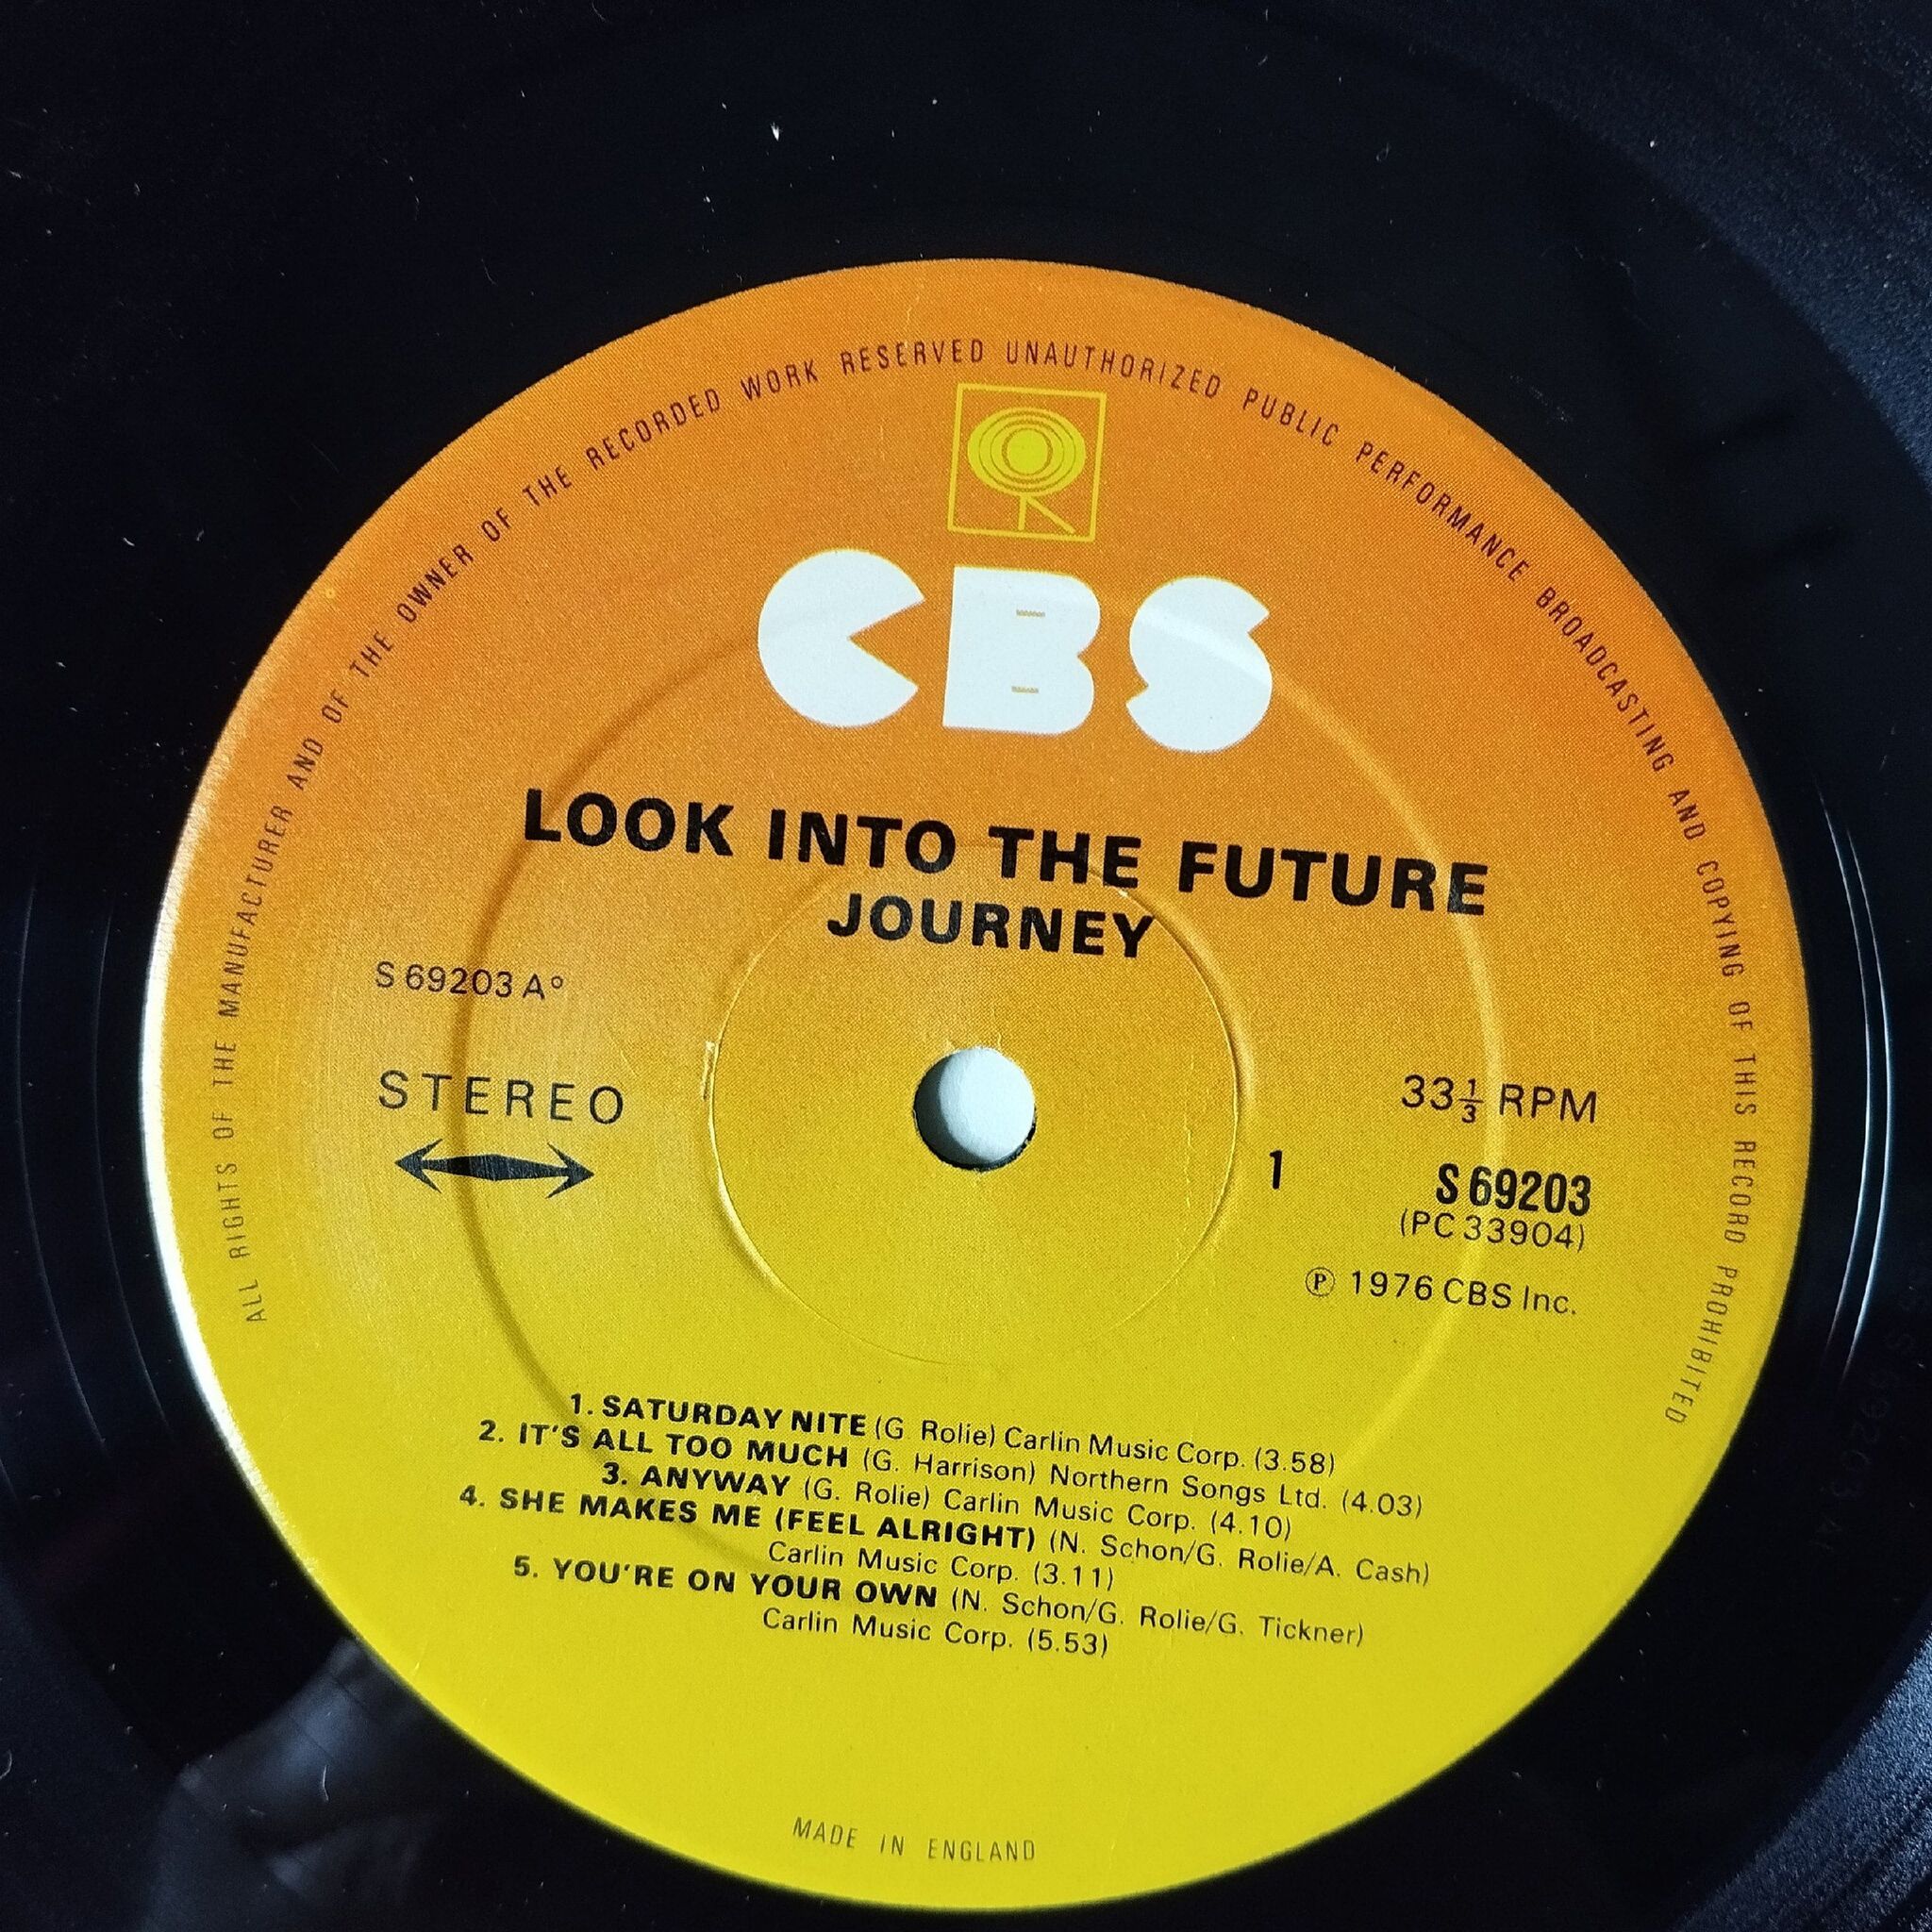 ALL RIGHTS OF THE MANUFACTURER AND OF THE OWNER OF THE RECORDED WORK RESERVED UNAUTHORIZED PUBLIC PERFORMANCE BROADCASTING AND COPYING OF THIS RECORD PROHIBITED
CBS
LOOK INTO THE FUTURE
JOURNEY
S 69203 A°
STEREO
33⅓ RPM
1
S 69203
(PC 33904)
℗ 1976 CBS Inc.
1. SATURDAY NITE (G. Rolie) Carlin Music Corp. (3.58)
2. IT'S ALL TOO MUCH (G. Harrison) Northern Songs Ltd. (4.03)
3. ANYWAY (G. Rolie) Carlin Music Corp. (4.10)
4. SHE MAKES ME (FEEL ALRIGHT) (N. Schon/G. Rolie/A. Cash)
Carlin Music Corp. (3.11)
5. YOU'RE ON YOUR OWN (N. Schon/G. Rolie/G. Tickner)
Carlin Music Corp. (5.53)
MADE IN ENGLAND